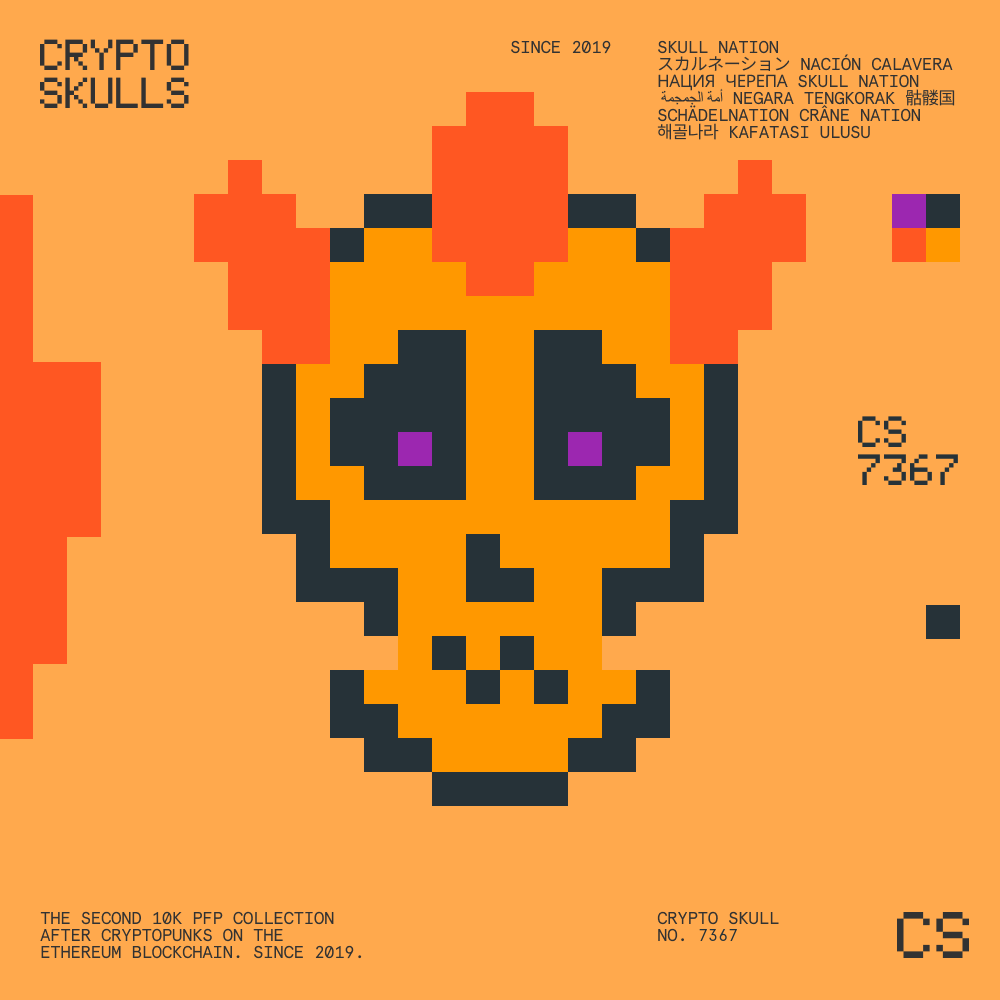 CRYPTO
SKULLS
SINCE 2019
SKULL NATION
スカルネーション NACIÓN CALAVERA
НАЦИЯ ЧЕРЕПА SKULL NATION
أمة الجمجمة NEGARA TENGKORAK 骷髅国
SCHÄDELNATION CRÂNE NATION
해골나라 KAFATASI ULUSU
CS
7367
THE SECOND 10K PFP COLLECTION
AFTER CRYPTOPUNKS ON THE
ETHEREUM BLOCKCHAIN. SINCE 2019.
CRYPTO SKULL
NO. 7367
CS